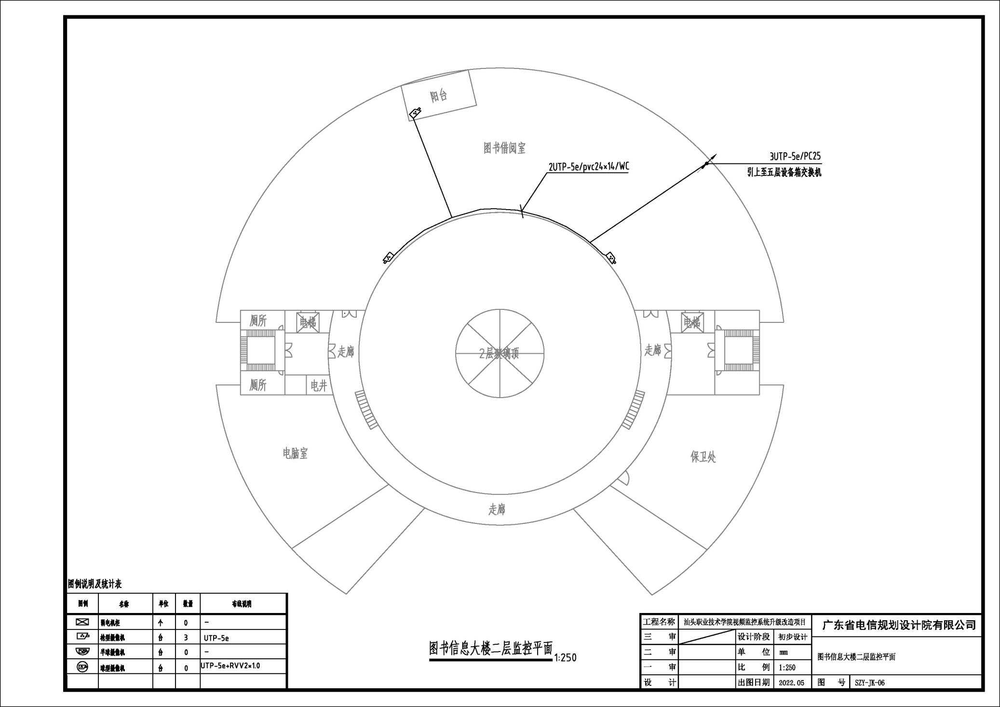 阳台
图书借阅室
3UTP-5e/PC25
引上至五层设备箱交换机
2UTP-5e/pvc24×14/WC
厕所
电梯
电梯
走廊
走廊
2层玻璃顶
厕所
电井
电脑室
保卫处
走廊
图例说明及统计表
图例 名称 单位 数量 布线说明
弱电机柜 个 0 -
枪型摄像机 台 3 UTP-5e
半球摄像机 台 0 -
球型摄像机 台 0 UTP-5e+RVV2×1.0
图书信息大楼二层监控平面 1:250
工程名称 汕头职业技术学院视频监控系统升级改造项目 广东省电信规划设计院有限公司
三 审 设计阶段 初步设计
二 审 单 位 mm 图书信息大楼二层监控平面
一 审 比 例 1:250
设 计 出图日期 2022.05 图 号 SZY-JK-06